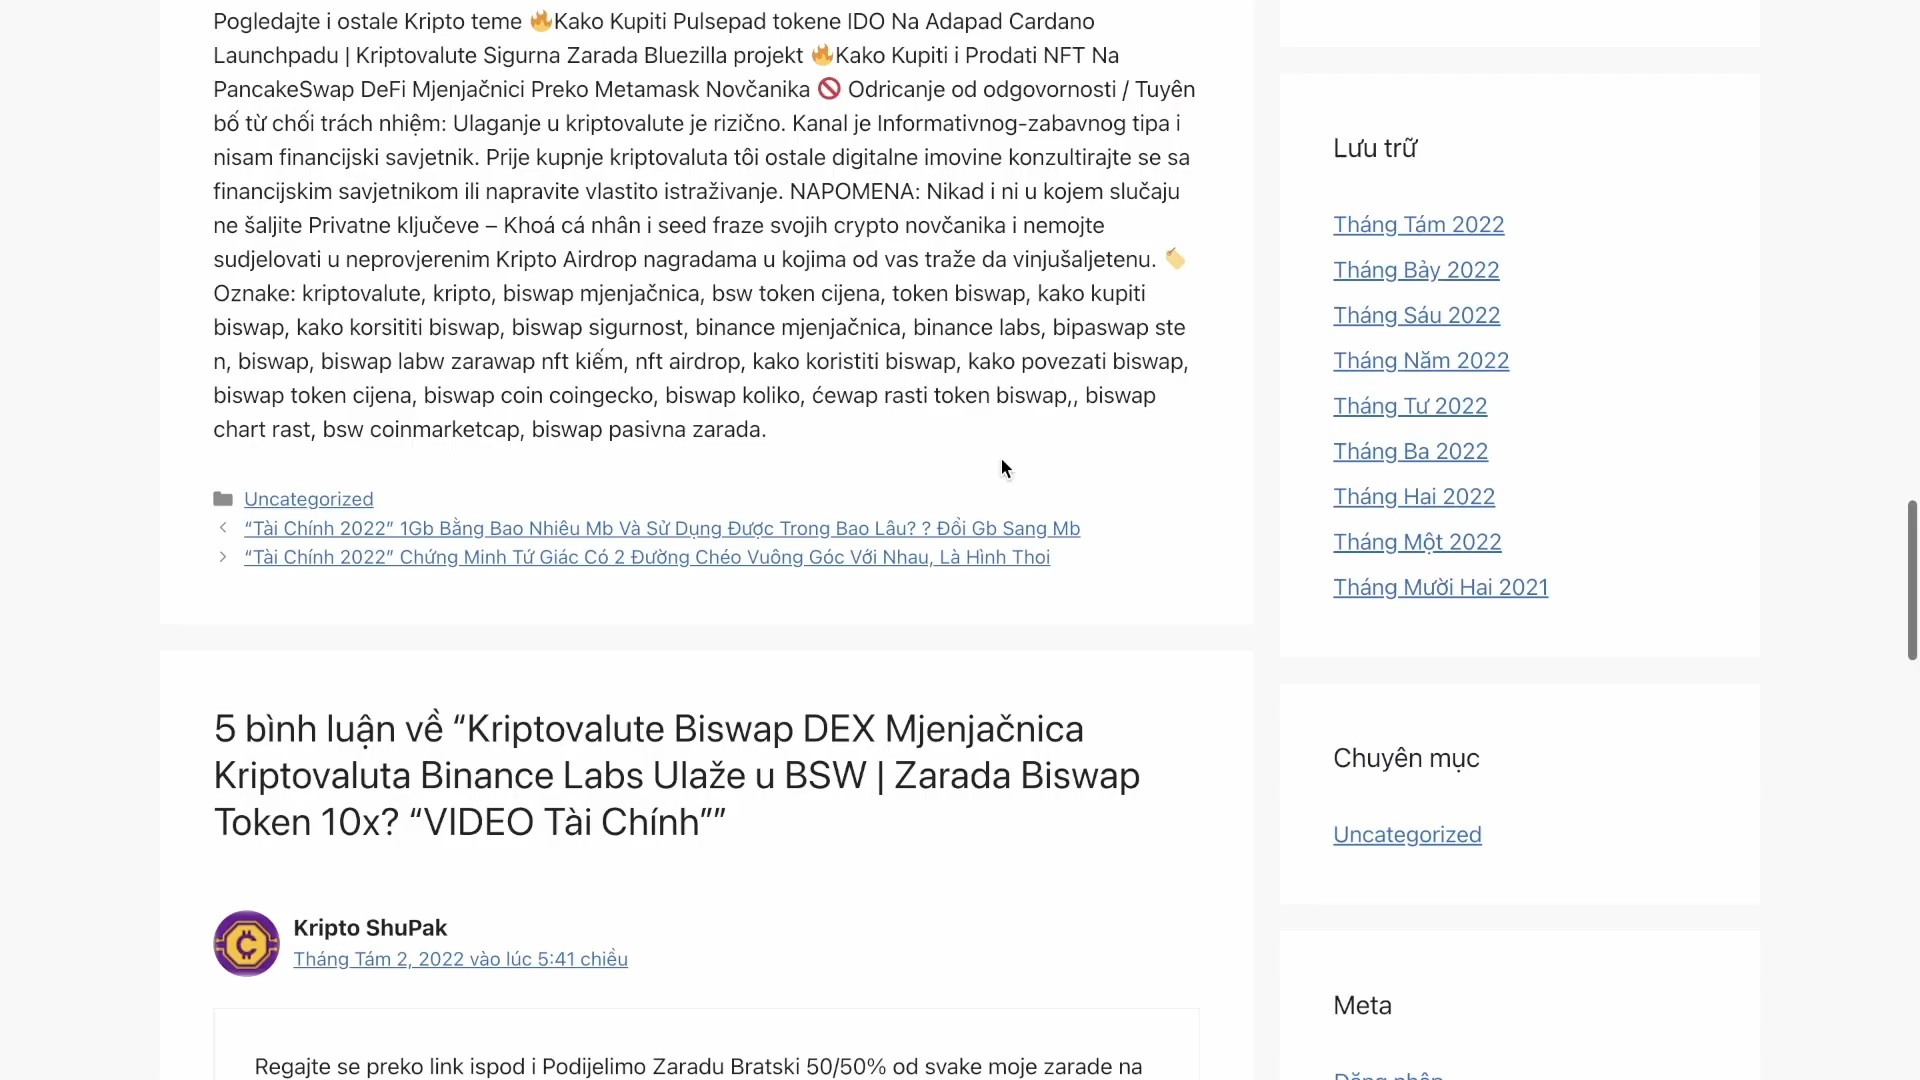 Pogledajte i ostale Kripto teme 🔥Kako Kupiti Pulsepad tokene IDO Na Adapad Cardano
Launchpadu | Kriptovalute Sigurna Zarada Bluezilla projekt 🔥Kako Kupiti i Prodati NFT Na
PancakeSwap DeFi Mjenjačnici Preko Metamask Novčanika 🚫 Odricanje od odgovornosti / Tuyên
bố từ chối trách nhiệm: Ulaganje u kriptovalute je rizično. Kanal je Informativnog-zabavnog tipa i
nisam financijski savjetnik. Prije kupnje kriptovaluta tôi ostale digitalne imovine konzultirajte se sa
financijskim savjetnikom ili napravite vlastito istraživanje. NAPOMENA: Nikad i ni u kojem slučaju
ne šaljite Privatne ključeve – Khoá cá nhân i seed fraze svojih crypto novčanika i nemojte
sudjelovati u neprovjerenim Kripto Airdrop nagradama u kojima od vas traže da vinjušaljetenu. 🏷️
Oznake: kriptovalute, kripto, biswap mjenjačnica, bsw token cijena, token biswap, kako kupiti
biswap, kako korsititi biswap, biswap sigurnost, binance mjenjačnica, binance labs, bipaswap ste
n, biswap, biswap labw zarawap nft kiếm, nft airdrop, kako koristiti biswap, kako povezati biswap,
biswap token cijena, biswap coin coingecko, biswap koliko, ćewap rasti token biswap,, biswap
chart rast, bsw coinmarketcap, biswap pasivna zarada.
Uncategorized
“Tài Chính 2022” 1Gb Bằng Bao Nhiêu Mb Và Sử Dụng Được Trong Bao Lâu? ? Đổi Gb Sang Mb
“Tài Chính 2022” Chứng Minh Tứ Giác Có 2 Đường Chéo Vuông Góc Với Nhau, Là Hình Thoi
5 bình luận về “Kriptovalute Biswap DEX Mjenjačnica
Kriptovaluta Binance Labs Ulaže u BSW | Zarada Biswap
Token 10x? “VIDEO Tài Chính””
Kripto ShuPak
Tháng Tám 2, 2022 vào lúc 5:41 chiều
Regajte se preko link ispod i Podijelimo Zaradu Bratski 50/50% od svake moje zarade na
Lưu trữ
Tháng Tám 2022
Tháng Bảy 2022
Tháng Sáu 2022
Tháng Năm 2022
Tháng Tư 2022
Tháng Ba 2022
Tháng Hai 2022
Tháng Một 2022
Tháng Mười Hai 2021
Chuyên mục
Uncategorized
Meta